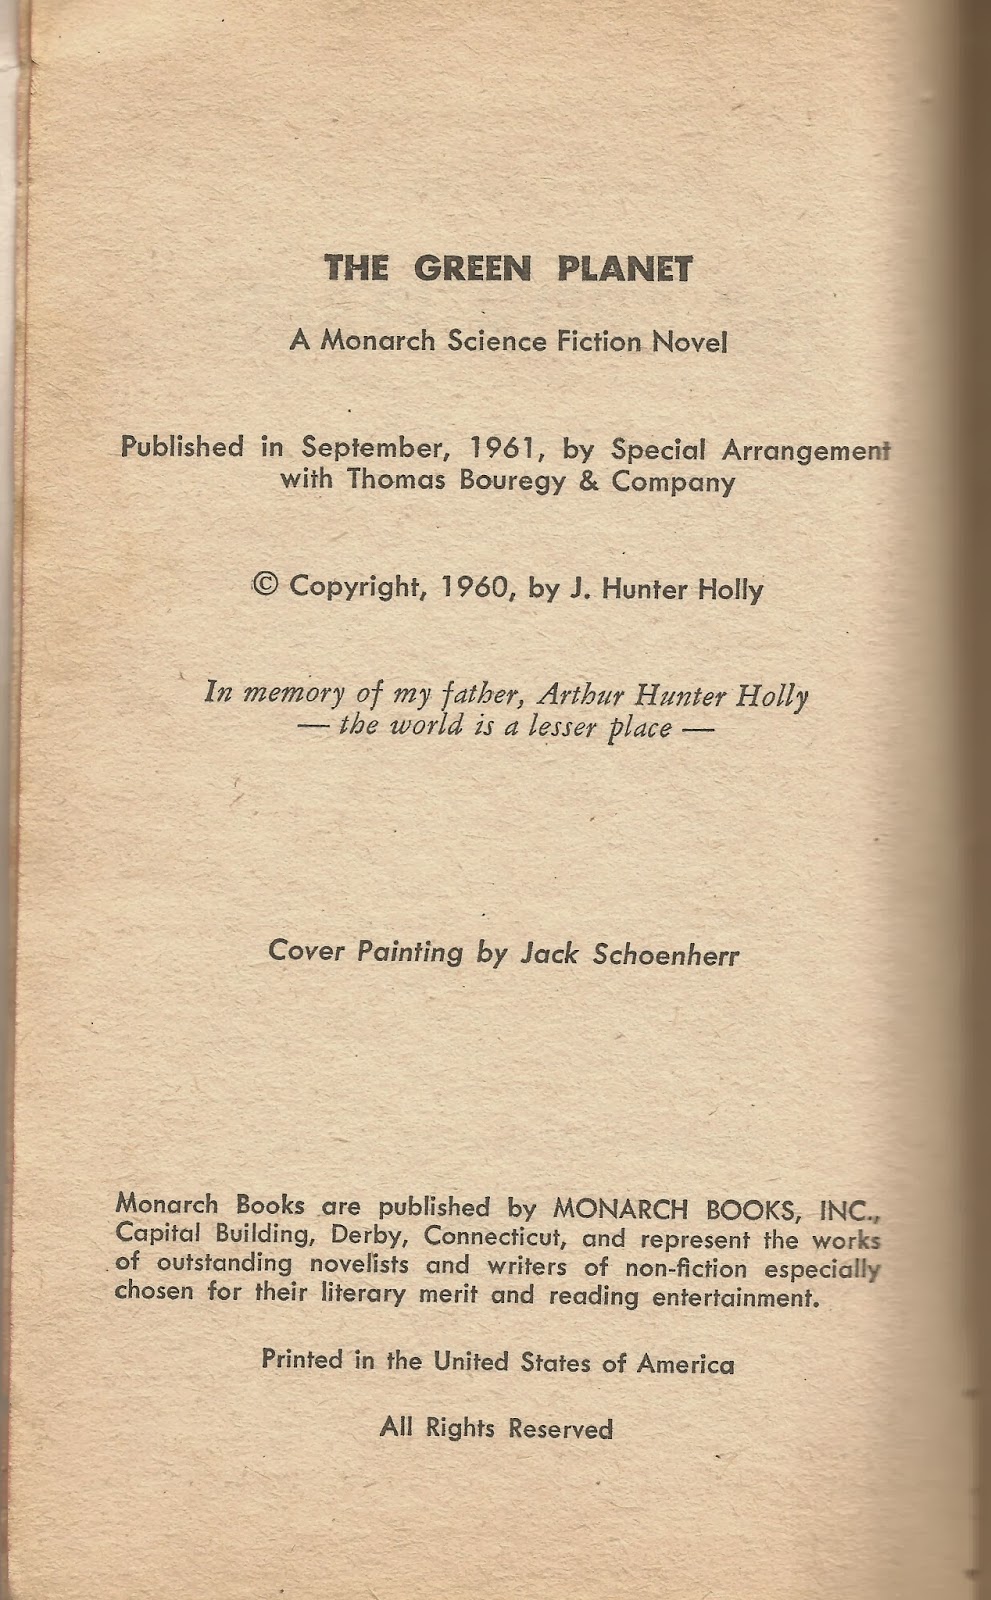 THE GREEN PLANET
A Monarch Science Fiction Novel
Published in September, 1961, by Special Arrangement
with Thomas Bouregy & Company
© Copyright, 1960, by J. Hunter Holly
In memory of my father, Arthur Hunter Holly
— the world is a lesser place —
Cover Painting by Jack Schoenherr
Monarch Books are published by MONARCH BOOKS, INC.,
Capital Building, Derby, Connecticut, and represent the works
of outstanding novelists and writers of non-fiction especially
chosen for their literary merit and reading entertainment.
Printed in the United States of America
All Rights Reserved